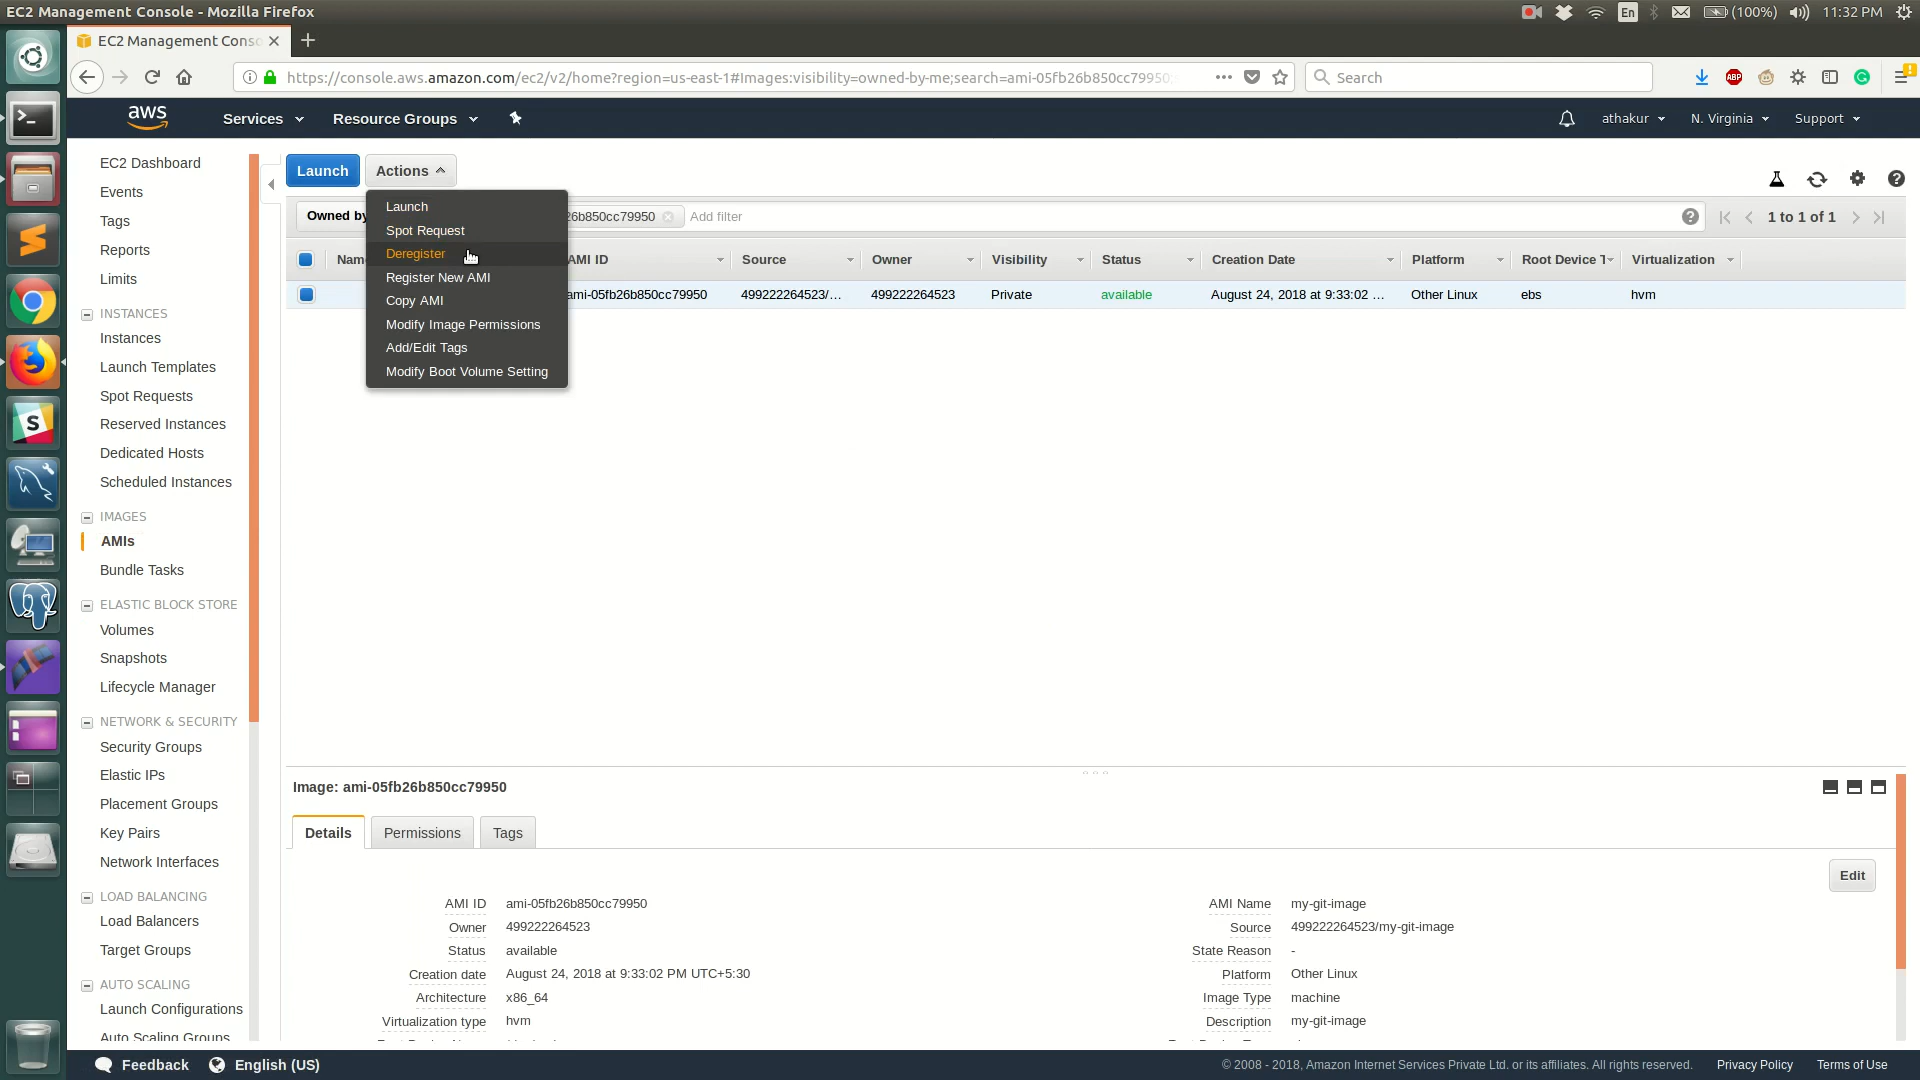 EC2 Management Console - Mozilla Firefox
En
(100%)
11:32 PM
EC2 Management Conso
https://console.aws.amazon.com/ec2/v2/home?region=us-east-1#Images:visibility=owned-by-me;search=ami-05fb26b850cc79950;
Search
ABP
aws
Services
Resource Groups
athakur
N. Virginia
Support
EC2 Dashboard
Events
Tags
Reports
Limits
INSTANCES
Instances
Launch Templates
Spot Requests
Reserved Instances
Dedicated Hosts
Scheduled Instances
IMAGES
AMIs
Bundle Tasks
ELASTIC BLOCK STORE
Volumes
Snapshots
Lifecycle Manager
NETWORK & SECURITY
Security Groups
Elastic IPs
Placement Groups
Key Pairs
Network Interfaces
LOAD BALANCING
Load Balancers
Target Groups
AUTO SCALING
Launch Configurations
Auto Scaling Groups
Launch
Actions
Launch
Spot Request
Deregister
Register New AMI
Copy AMI
Modify Image Permissions
Add/Edit Tags
Modify Boot Volume Setting
Owned by
26b850cc79950
Add filter
1 to 1 of 1
Name
AMI ID
Source
Owner
Visibility
Status
Creation Date
Platform
Root Device T
Virtualization
ami-05fb26b850cc79950
499222264523/...
499222264523
Private
available
August 24, 2018 at 9:33:02 ...
Other Linux
ebs
hvm
Image: ami-05fb26b850cc79950
Details
Permissions
Tags
Edit
AMI ID ami-05fb26b850cc79950
Owner 499222264523
Status available
Creation date August 24, 2018 at 9:33:02 PM UTC+5:30
Architecture x86_64
Virtualization type hvm
AMI Name my-git-image
Source 499222264523/my-git-image
State Reason -
Platform Other Linux
Image Type machine
Description my-git-image
Feedback
English (US)
© 2008 - 2018, Amazon Internet Services Private Ltd. or its affiliates. All rights reserved.
Privacy Policy
Terms of Use